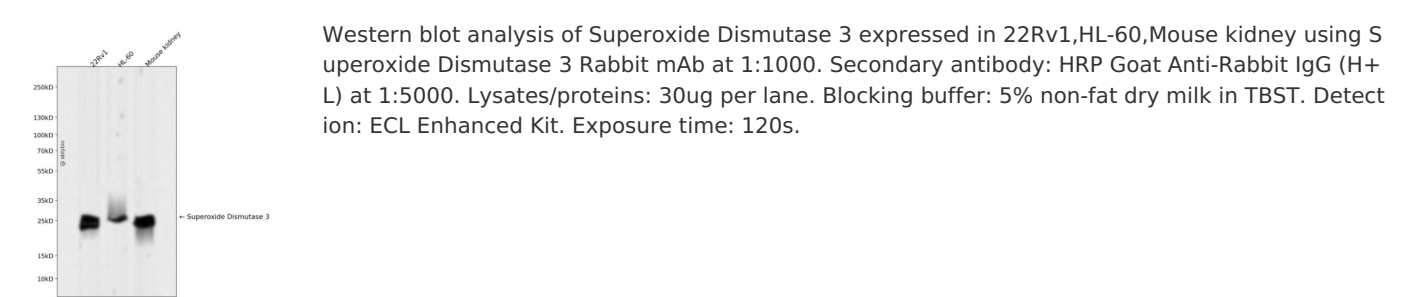 22Rv1
HL-60
Mouse kidney
250kD
130kD
100kD
70kD
55kD
35kD
25kD
15kD
10kD
@ abtybio
← Superoxide Dismutase 3
Western blot analysis of Superoxide Dismutase 3 expressed in 22Rv1,HL-60,Mouse kidney using S
uperoxide Dismutase 3 Rabbit mAb at 1:1000. Secondary antibody: HRP Goat Anti-Rabbit IgG (H+
L) at 1:5000. Lysates/proteins: 30ug per lane. Blocking buffer: 5% non-fat dry milk in TBST. Detect
ion: ECL Enhanced Kit. Exposure time: 120s.